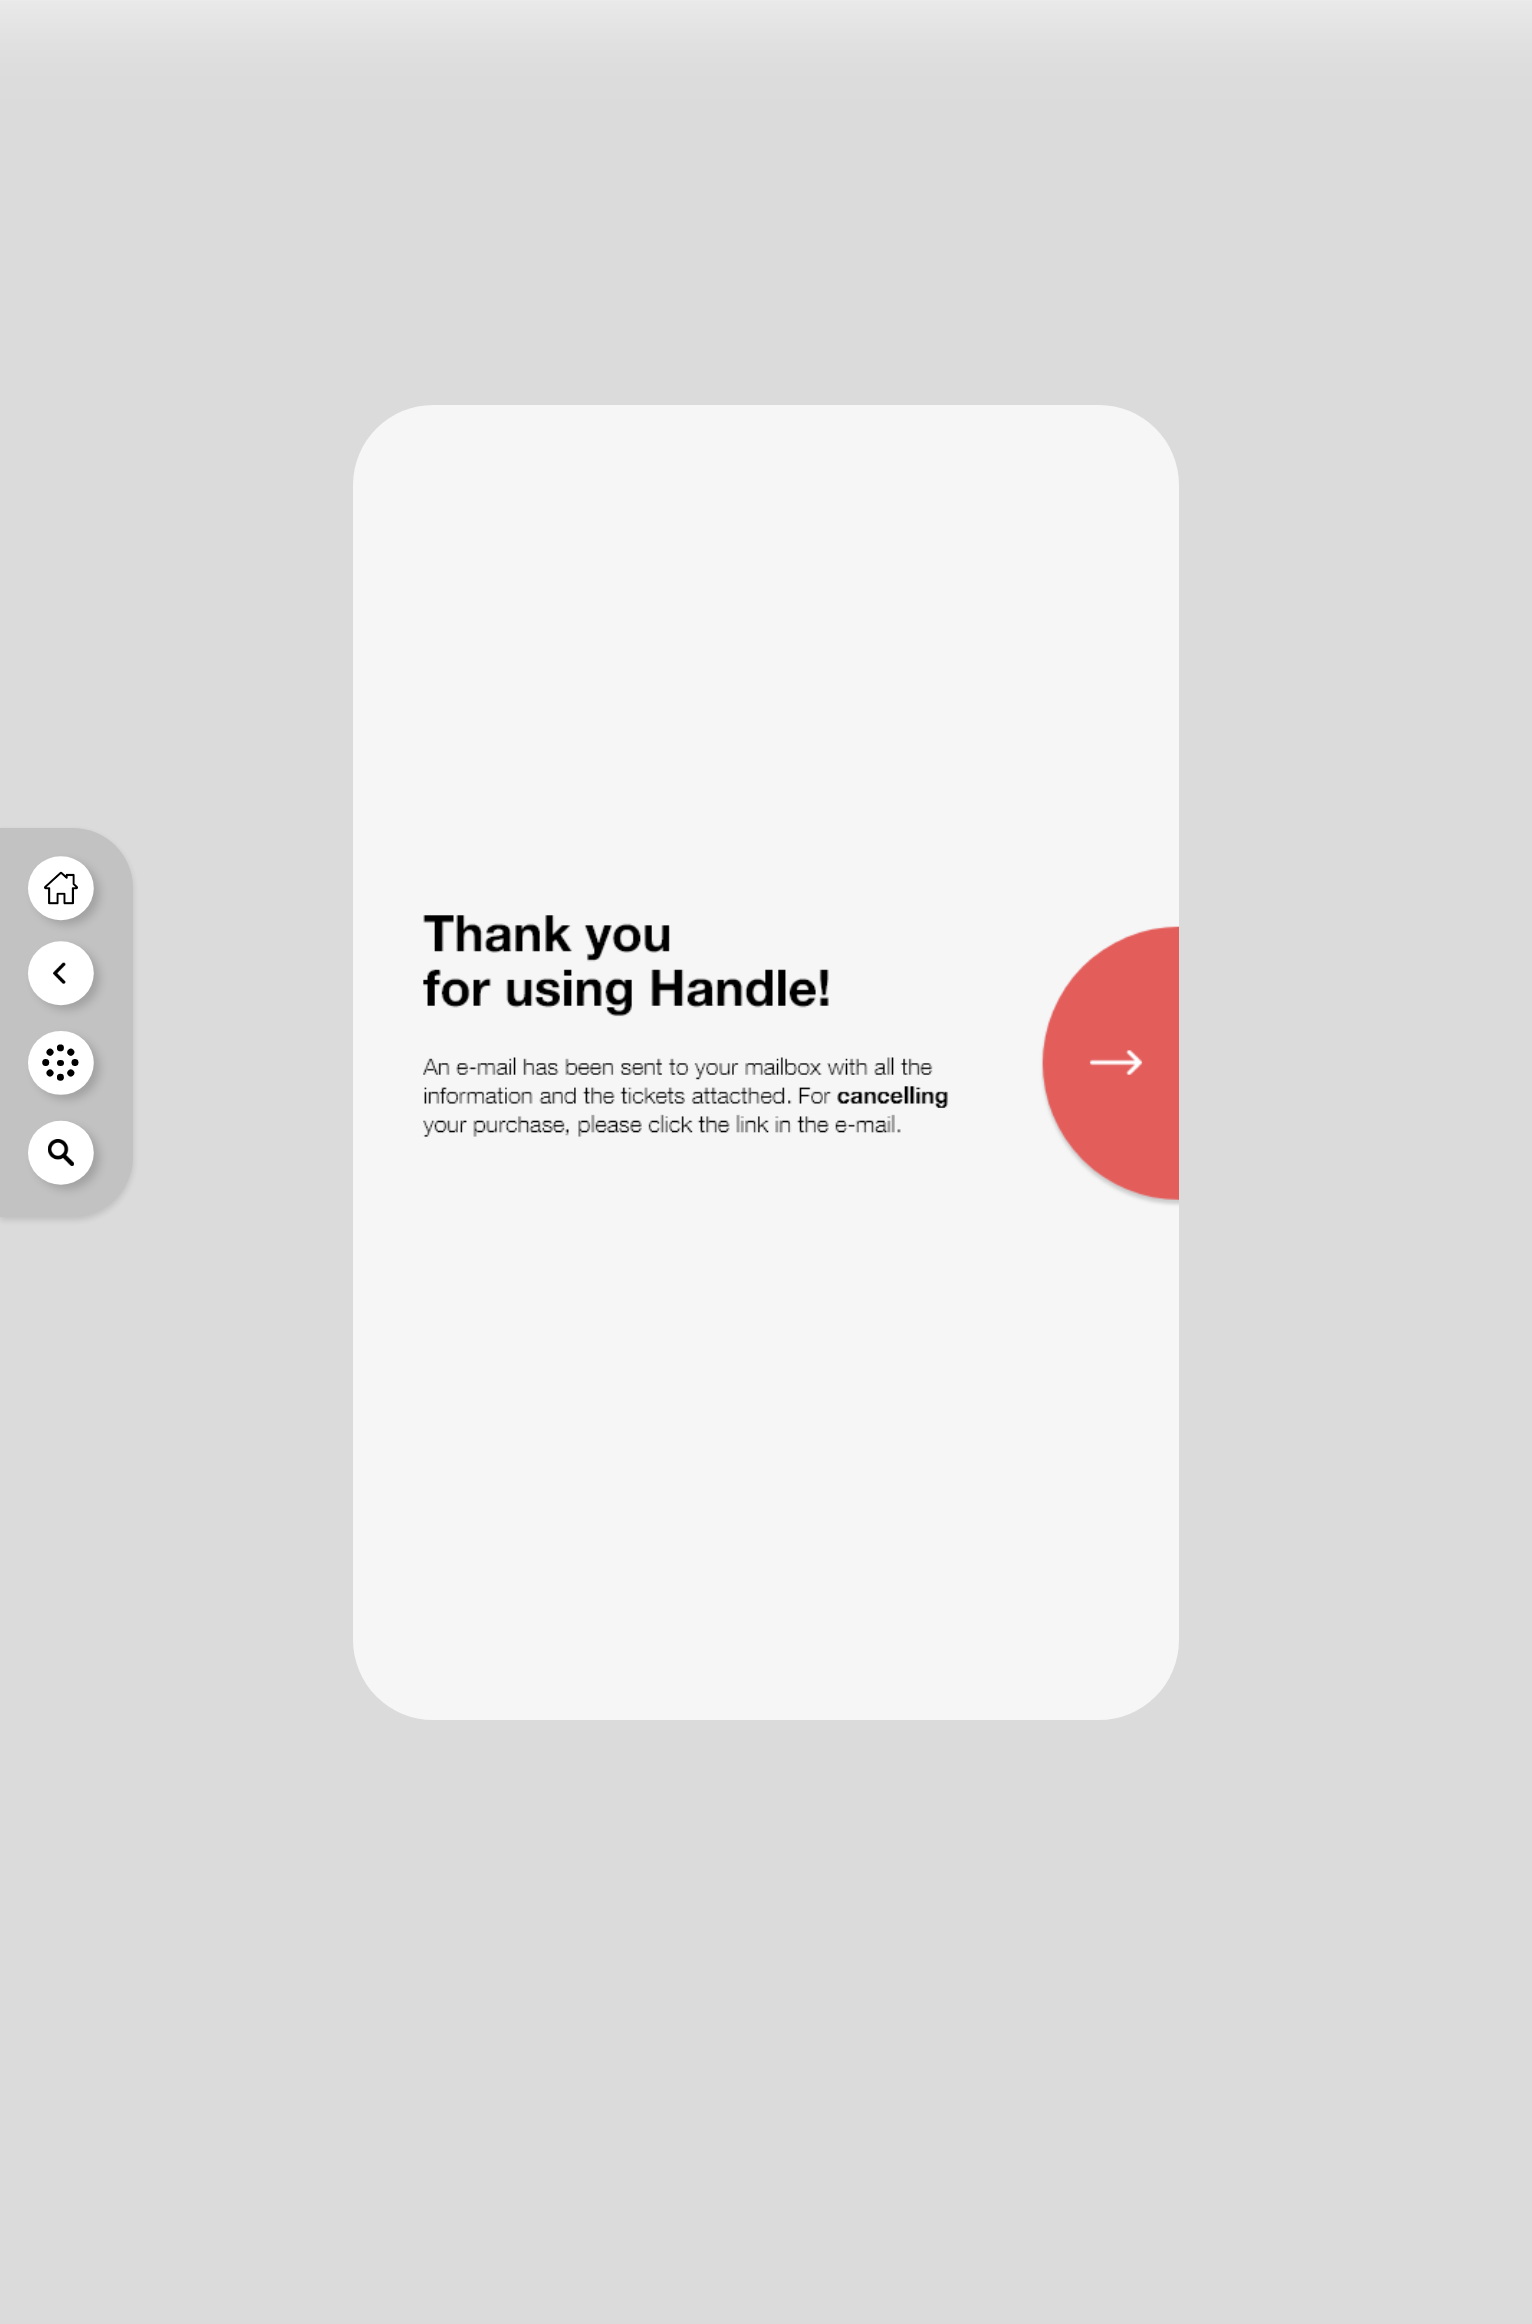 Thank you
for using Handle!
An e-mail has been sent to your mailbox with all the
information and the tickets attacthed. For cancelling
your purchase, please click the link in the e-mail.